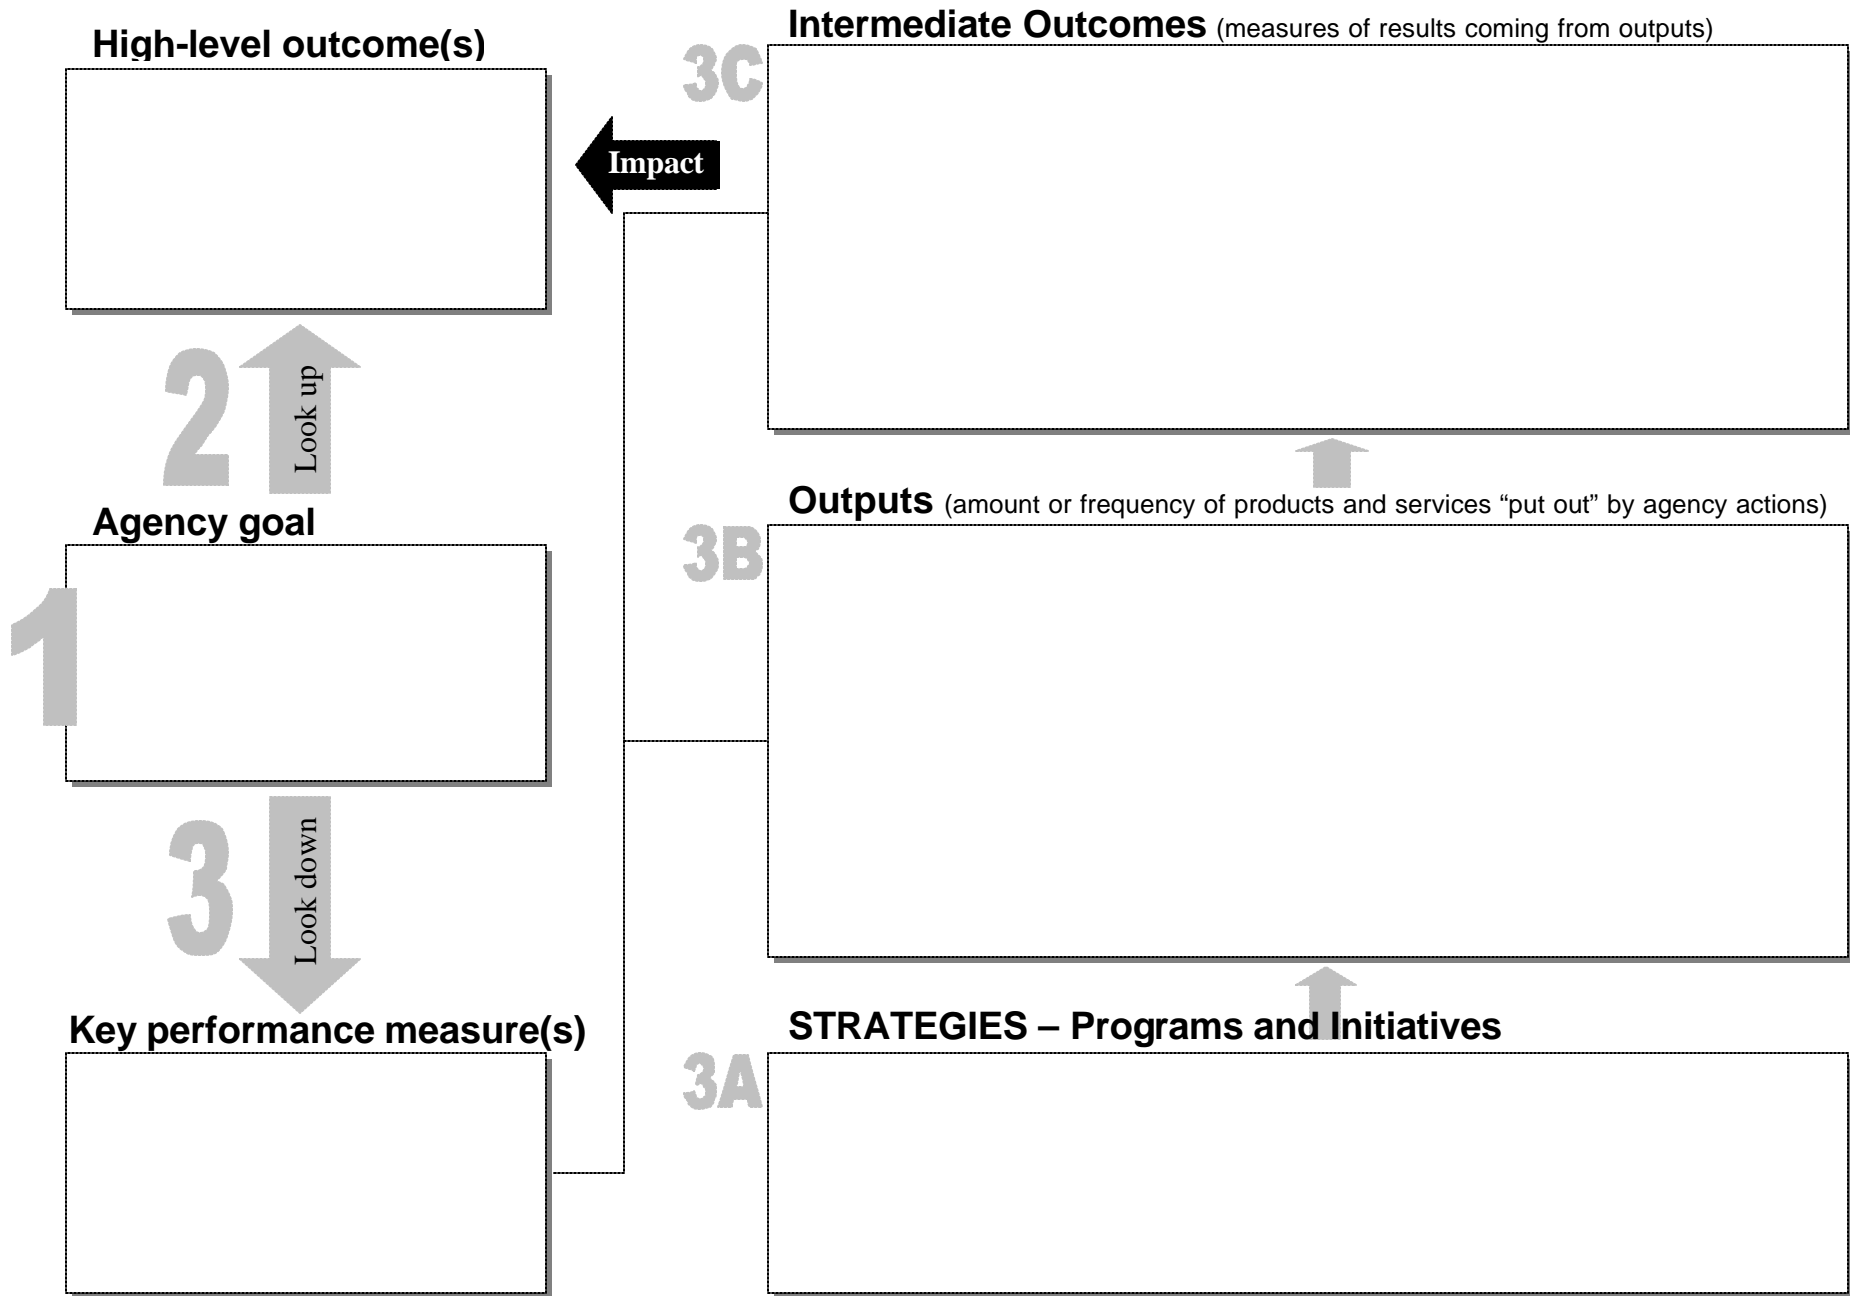 High-level outcome(s)
2
Look up
Agency goal
1
3
Look down
Key performance measure(s)
Intermediate Outcomes (measures of results coming from outputs)
3C
Impact
Outputs (amount or frequency of products and services “put out” by agency actions)
3B
STRATEGIES – Programs and Initiatives
3A